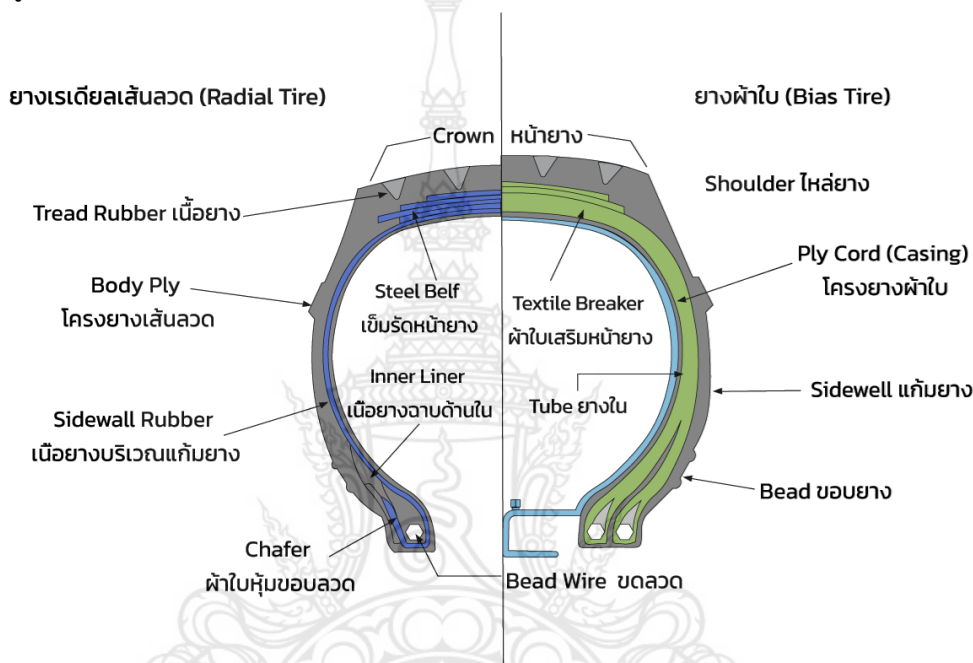 ยางเรเดียลเส้นลวด (Radial Tire)
ยางผ้าใบ (Bias Tire)
Crown หน้ายาง
Shoulder ไหล่ยาง
Tread Rubber เนื้อยาง
Ply Cord (Casing)
โครงยางผ้าใบ
Body Ply
โครงยางเส้นลวด
Steel Belf
เข็มรัดหน้ายาง
Textile Breaker
ผ้าใบเสริมหน้ายาง
Inner Liner
เนือยางฉาบด้านใน
Tube ยางใน
Sidewell แก้มยาง
Sidewall Rubber
เนือยางบริเวณแก้มยาง
Bead ขอบยาง
Chafer
ผ้าใบหุ้มขอบลวด
Bead Wire ขดลวด